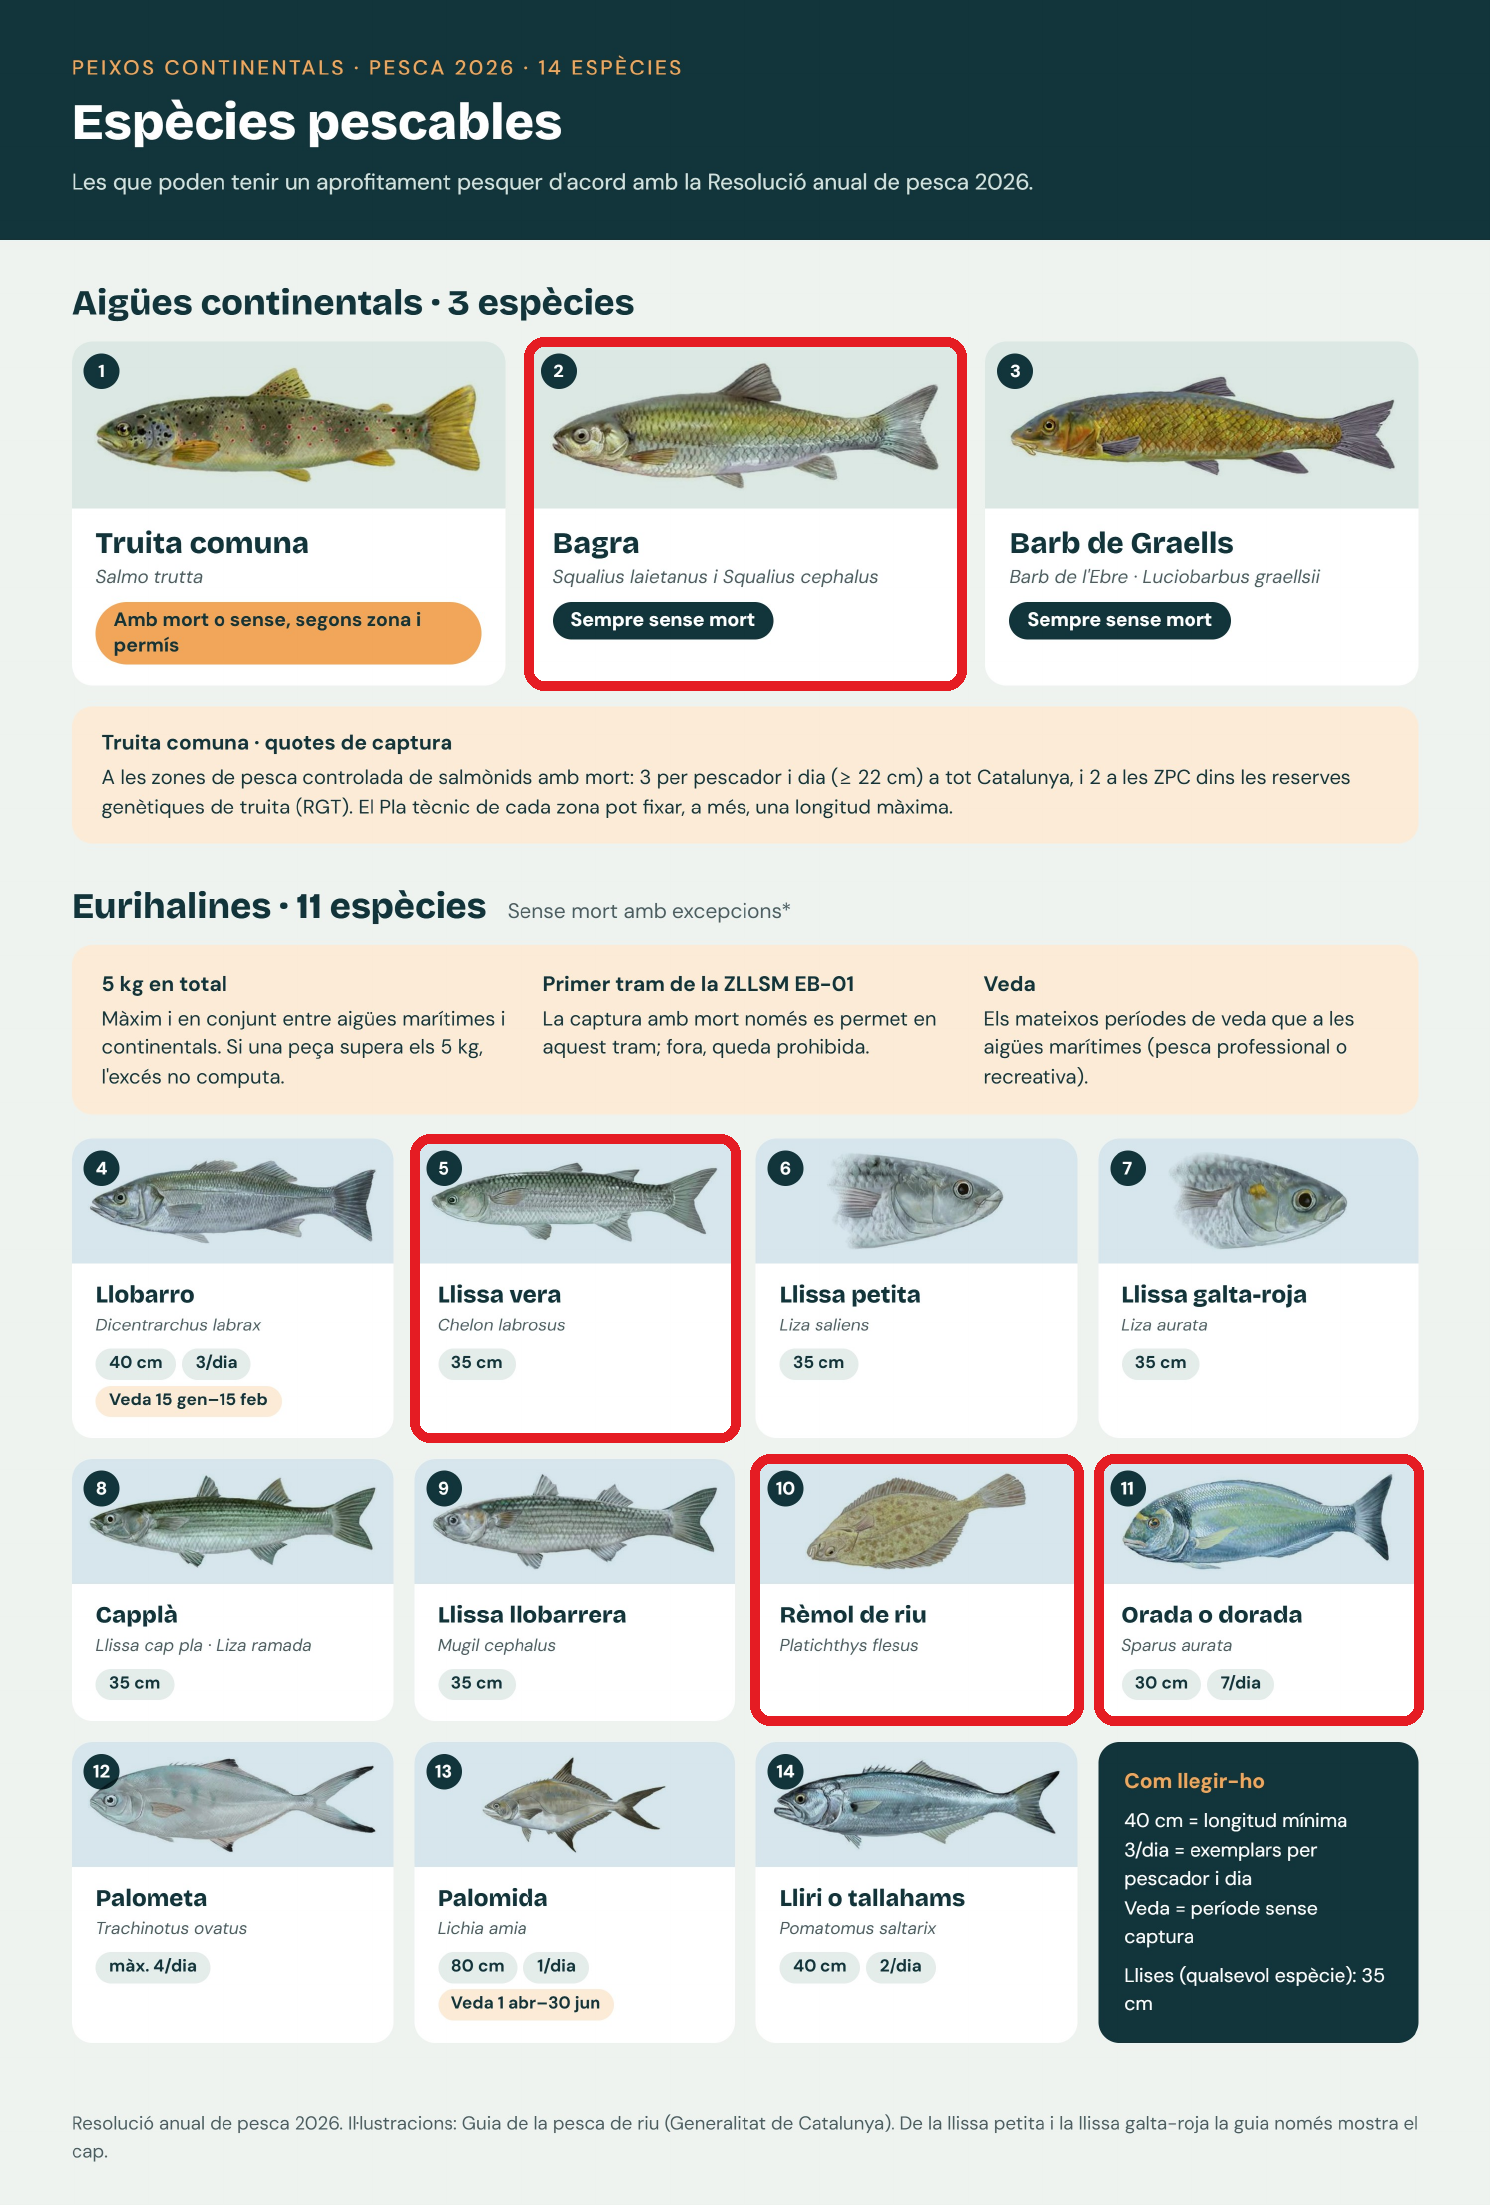 PEIXOS CONTINENTALS · PESCA 2026 · 14 ESPÈCIES
Espècies pescables
Les que poden tenir un aprofitament pesquer d'acord amb la Resolució anual de pesca 2026.
Aigües continentals · 3 espècies
1
Truita comuna
Salmo trutta
Amb mort o sense, segons zona i
permís
2
Bagra
Squalius laietanus i Squalius cephalus
Sempre sense mort
3
Barb de Graells
Barb de l'Ebre · Luciobarbus graellsii
Sempre sense mort
Truita comuna · quotes de captura
A les zones de pesca controlada de salmònids amb mort: 3 per pescador i dia (≥ 22 cm) a tot Catalunya, i 2 a les ZPC dins les reserves
genètiques de truita (RGT). El Pla tècnic de cada zona pot fixar, a més, una longitud màxima.
Eurihalines · 11 espècies Sense mort amb excepcions*
5 kg en total
Màxim i en conjunt entre aigües marítimes i
continentals. Si una peça supera els 5 kg,
l'excés no computa.
Primer tram de la ZLLSM EB-01
La captura amb mort només es permet en
aquest tram; fora, queda prohibida.
Veda
Els mateixos períodes de veda que a les
aigües marítimes (pesca professional o
recreativa).
4
Llobarro
Dicentrarchus labrax
40 cm 3/dia
Veda 15 gen–15 feb
5
Llissa vera
Chelon labrosus
35 cm
6
Llissa petita
Liza saliens
35 cm
7
Llissa galta-roja
Liza aurata
35 cm
8
Capplà
Llissa cap pla · Liza ramada
35 cm
9
Llissa llobarrera
Mugil cephalus
35 cm
10
Rèmol de riu
Platichthys flesus
11
Orada o dorada
Sparus aurata
30 cm 7/dia
12
Palometa
Trachinotus ovatus
màx. 4/dia
13
Palomida
Lichia amia
80 cm 1/dia
Veda 1 abr–30 jun
14
Lliri o tallahams
Pomatomus saltarix
40 cm 2/dia
Com llegir-ho
40 cm = longitud mínima
3/dia = exemplars per
pescador i dia
Veda = període sense
captura
Llises (qualsevol espècie): 35
cm
Resolució anual de pesca 2026. Il·lustracions: Guia de la pesca de riu (Generalitat de Catalunya). De la llissa petita i la llissa galta-roja la guia només mostra el
cap.